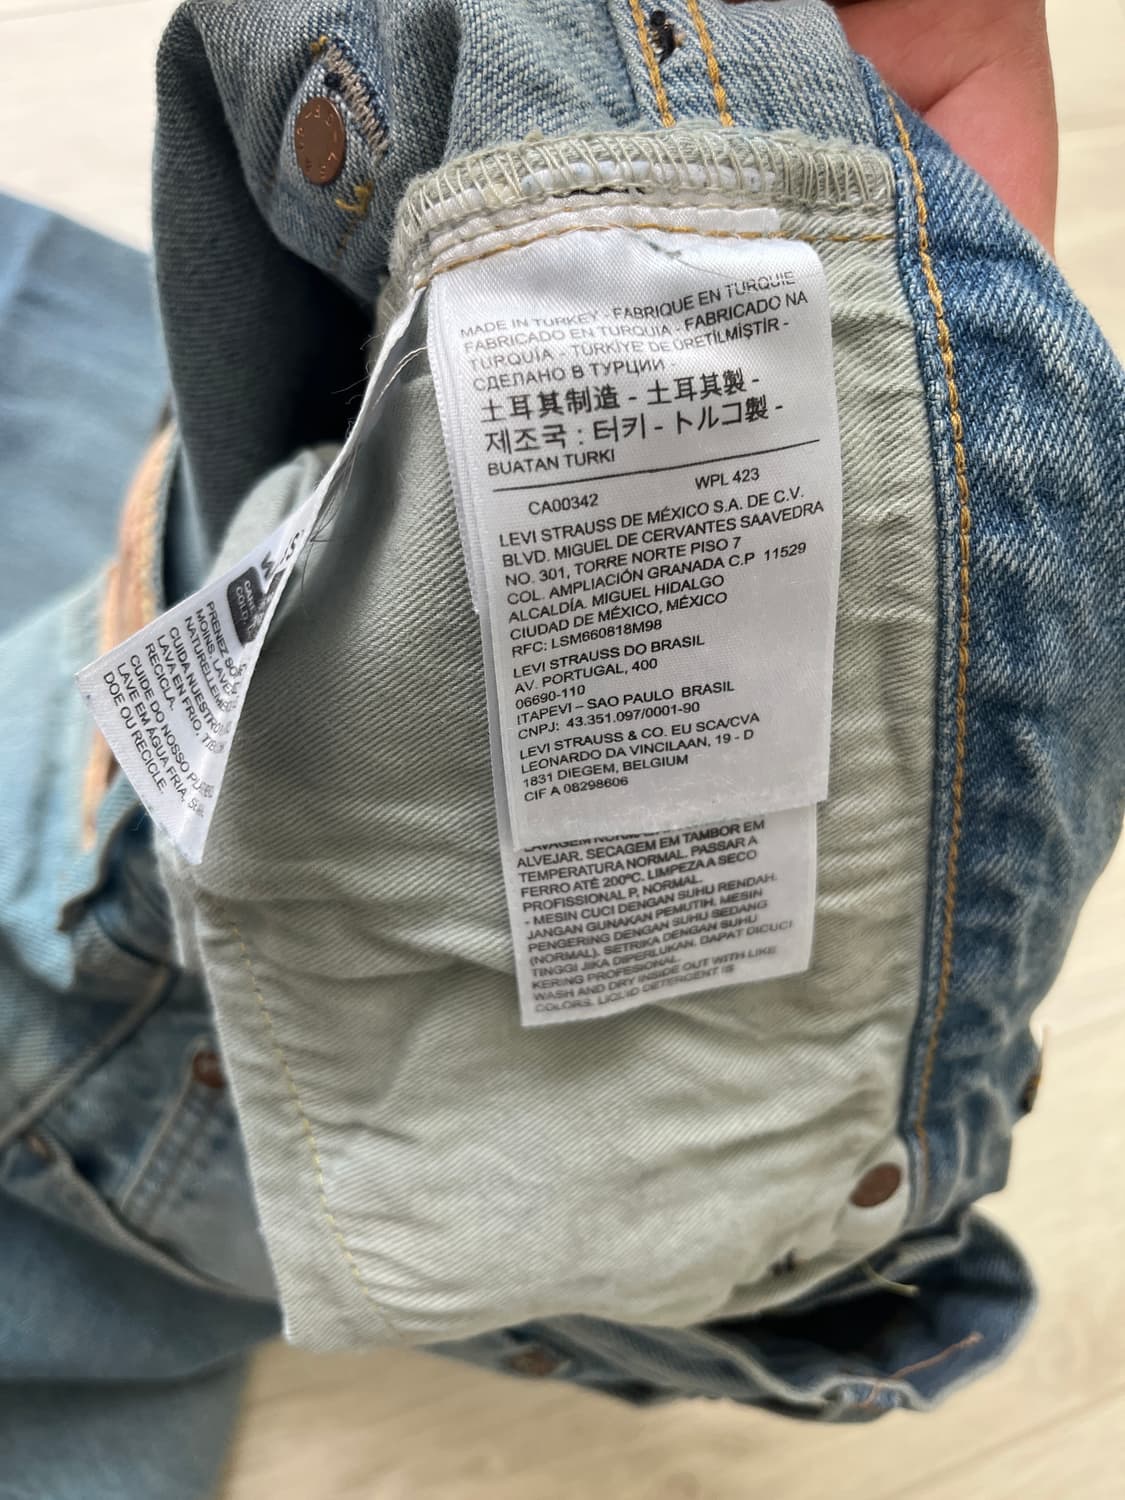 MADE IN TURKEY - FABRIQUE EN TURQUIE
FABRICADO EN TURQUIA - FABRICADO NA
TURQUÍA - TÜRKİYE'DE ÜRETİLMİŞTİR -
СДЕЛАНО В ТУРЦИИ -
土耳其制造 - 土耳其製 -
제조국 : 터키 - トルコ製 -
BUATAN TURKI
CA00342 WPL 423
LEVI STRAUSS DE MÉXICO S.A. DE C.V.
BLVD. MIGUEL DE CERVANTES SAAVEDRA
NO. 301, TORRE NORTE PISO 7
COL. AMPLIACIÓN GRANADA C.P 11529
ALCALDÍA. MIGUEL HIDALGO
CIUDAD DE MÉXICO, MÉXICO
RFC: LSM660818M98
LEVI STRAUSS DO BRASIL
AV. PORTUGAL, 400
06690-110
ITAPEVI – SAO PAULO BRASIL
CNPJ: 43.351.097/0001-90
LEVI STRAUSS & CO. EU SCA/CVA
LEONARDO DA VINCILAAN, 19 - D
1831 DIEGEM, BELGIUM
CIF A 08298606
ALVEJAR. SECAGEM EM TAMBOR EM
TEMPERATURA NORMAL. PASSAR A
FERRO ATÉ 200ºC. LIMPEZA A SECO
PROFISSIONAL P, NORMAL.
- MESIN CUCI DENGAN SUHU RENDAH.
JANGAN GUNAKAN PEMUTIH. MESIN
PENGERING DENGAN SUHU SEDANG
(NORMAL). SETRIKA DENGAN SUHU
TINGGI JIKA DIPERLUKAN. DAPAT DICUCI
KERING PROFESIONAL.
WASH AND DRY INSIDE OUT WITH LIKE
COLORS. LIQUID DETERGENT IS
PRENEZ
MOINS, LAVE
NATURELLEME
CUIDA NUESTRO
LAVA EN FRIO, 
RECICLA.
CUIDE DO NOSSO
LAVE EM ÁGUA FRIA,
DOE OU RECICLE.